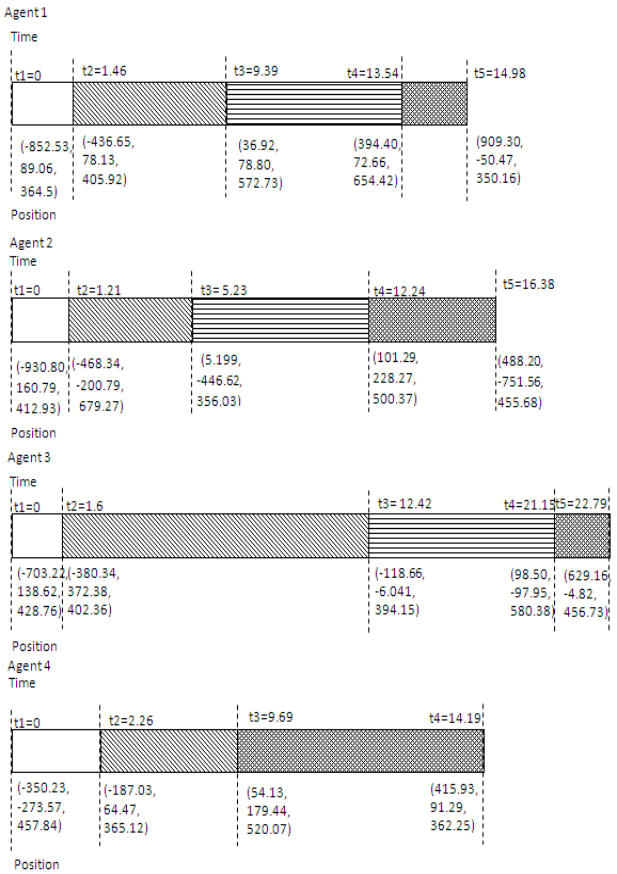 Agent 1
Time
t1=0 t2=1.46 t3=9.39 t4=13.54 t5=14.98
(-852.53, (-436.65, (36.92, (394.40, (909.30,
89.06, 78.13, 78.80, 72.66, -50.47,
364.5) 405.92) 572.73) 654.42) 350.16)
Position
Agent 2
Time
t1=0 t2=1.21 t3= 5.23 t4=12.24 t5=16.38
(-930.80, (-468.34, (5.199, (101.29, (488.20,
160.79, -200.79, -446.62, 228.27, -751.56,
412.93) 679.27) 356.03) 500.37) 455.68)
Position
Agent 3
Time
t1=0 t2=1.6 t3= 12.42 t4=21.15 t5=22.79
(-703.22, (-380.34, (-118.66, (98.50, (629.16,
138.62, 372.38, -6.041, -97.95, -4.82,
428.76) 402.36) 394.15) 580.38) 456.73)
Position
Agent 4
Time
t1=0 t2=2.26 t3=9.69 t4=14.19
(-350.23, (-187.03, (54.13, (415.93,
-273.57, 64.47, 179.44, 91.29,
457.84) 365.12) 520.07) 362.25)
Position